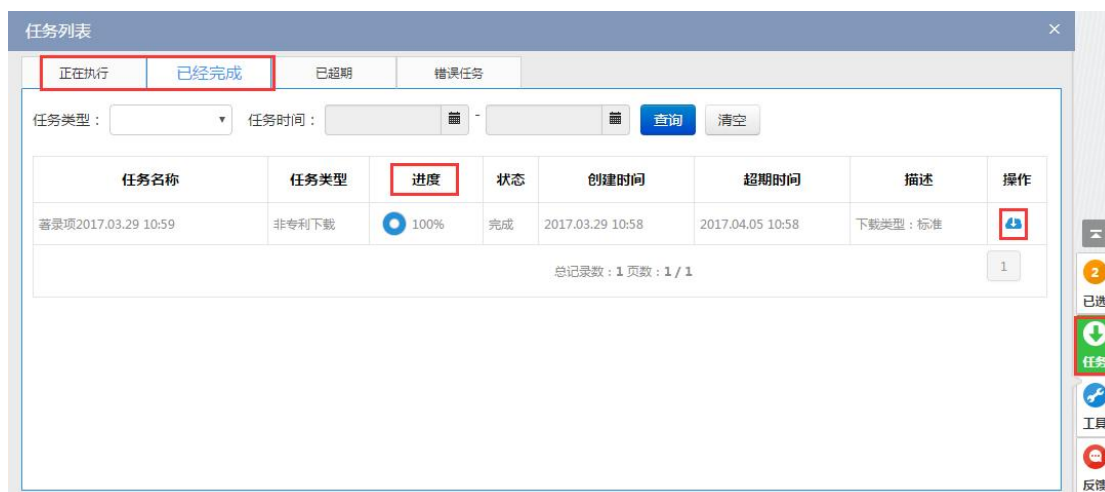 任务列表 ×
正在执行 已经完成 已超期 错误任务
任务类型： 任务时间： - 查询 清空
任务名称 任务类型 进度 状态 创建时间 超期时间 描述 操作
著录项2017.03.29 10:59 非专利下载 100% 完成 2017.03.29 10:58 2017.04.05 10:58 下载类型：标准
总记录数：1 页数：1 / 1 1
2
已选
任务
工具
反馈